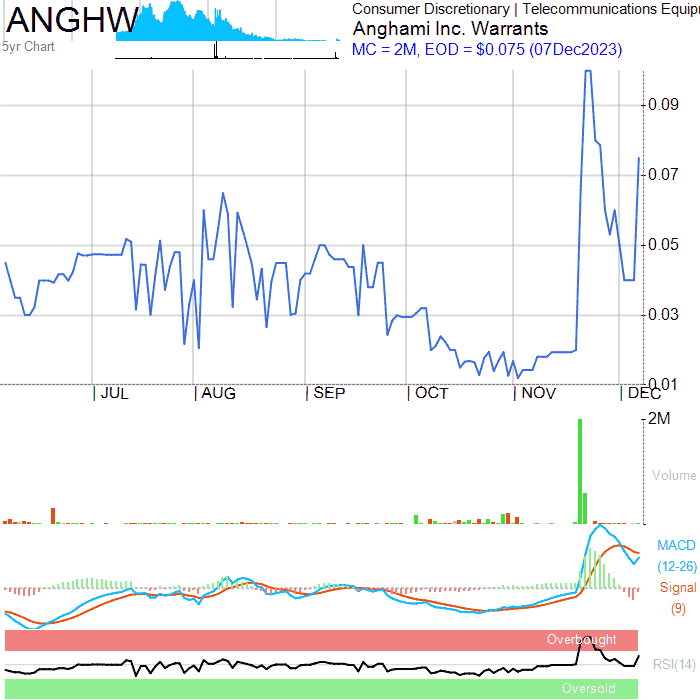 ANGHW
5yr Chart
Consumer Discretionary | Telecommunications Equip
Anghami Inc. Warrants
MC = 2M, EOD = $0.075 (07Dec2023)
0.09
0.07
0.05
0.03
0.01
JUL
AUG
SEP
OCT
NOV
DEC
2M
Volume
MACD
(12-26)
Signal
(9)
Overbought
RSI(14)
Oversold